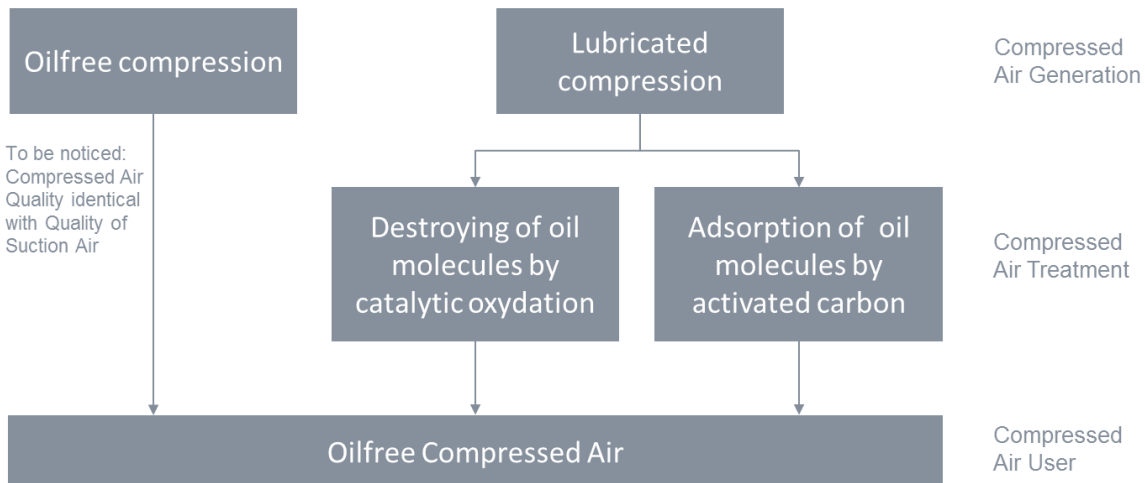 Oilfree compression
Lubricated
compression
Compressed
Air Generation
To be noticed:
Compressed Air
Quality identical
with Quality of
Suction Air
Destroying of oil
molecules by
catalytic oxydation
Adsorption of oil
molecules by
activated carbon
Compressed
Air Treatment
Oilfree Compressed Air
Compressed
Air User